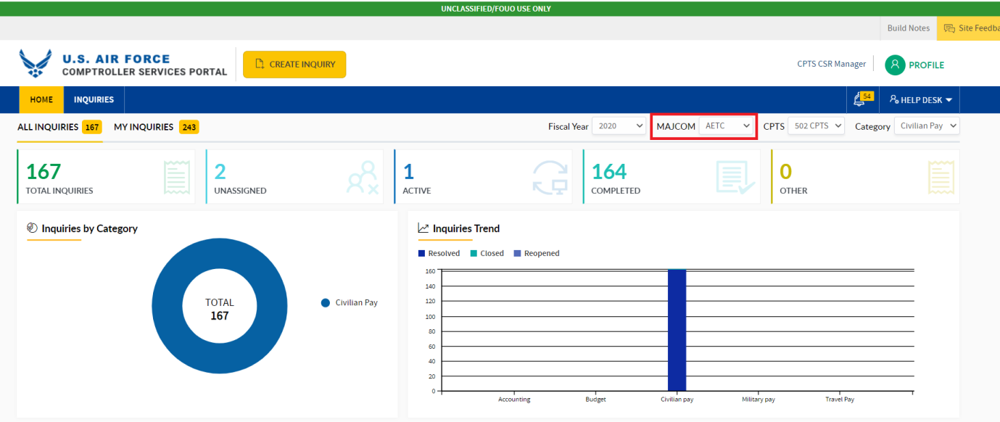 UNCLASSIFIED/FOUO USE ONLY
Build Notes Site Feedba
U.S. AIR FORCE
COMPTROLLER SERVICES PORTAL
CREATE INQUIRY
CPTS CSR Manager PROFILE
HOME INQUIRIES 54 HELP DESK
ALL INQUIRIES 167 MY INQUIRIES 243 Fiscal Year 2020 MAJCOM AETC CPTS 502 CPTS Category Civilian Pay
167 2 1 164 0
TOTAL INQUIRIES UNASSIGNED ACTIVE COMPLETED OTHER
Inquiries by Category
TOTAL
167
Civilian Pay
Inquiries Trend
Resolved Closed Reopened
160
140
120
100
80
60
40
20
0
Accounting Budget Civilian pay Military pay Travel Pay